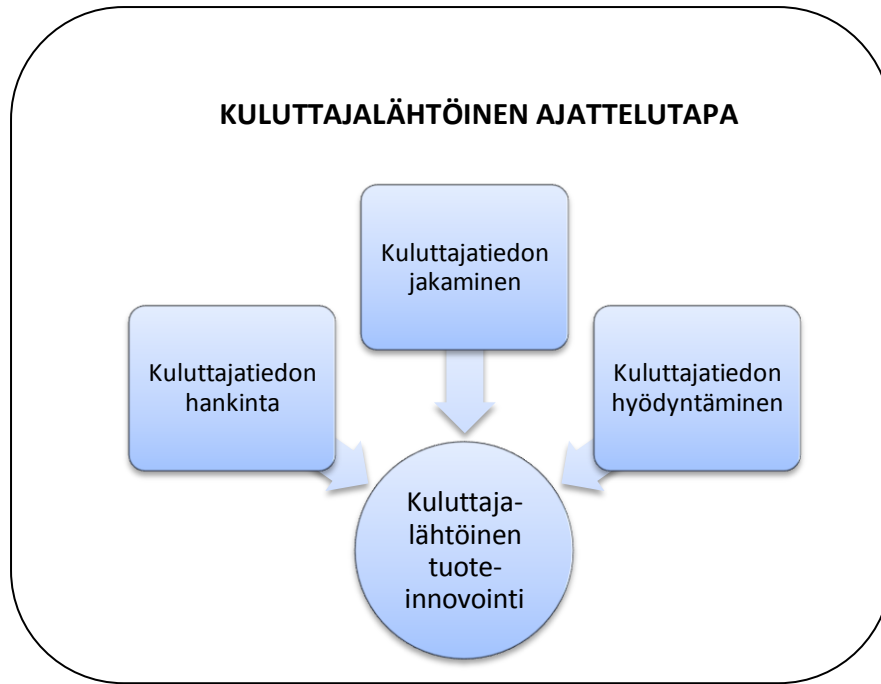 KULUTTAJALÄHTÖINEN AJATTELUTAPA
Kuluttajatiedon
jakaminen
Kuluttajatiedon
hankinta
Kuluttajatiedon
hyödyntäminen
Kuluttaja-
lähtöinen
tuote-
innovointi